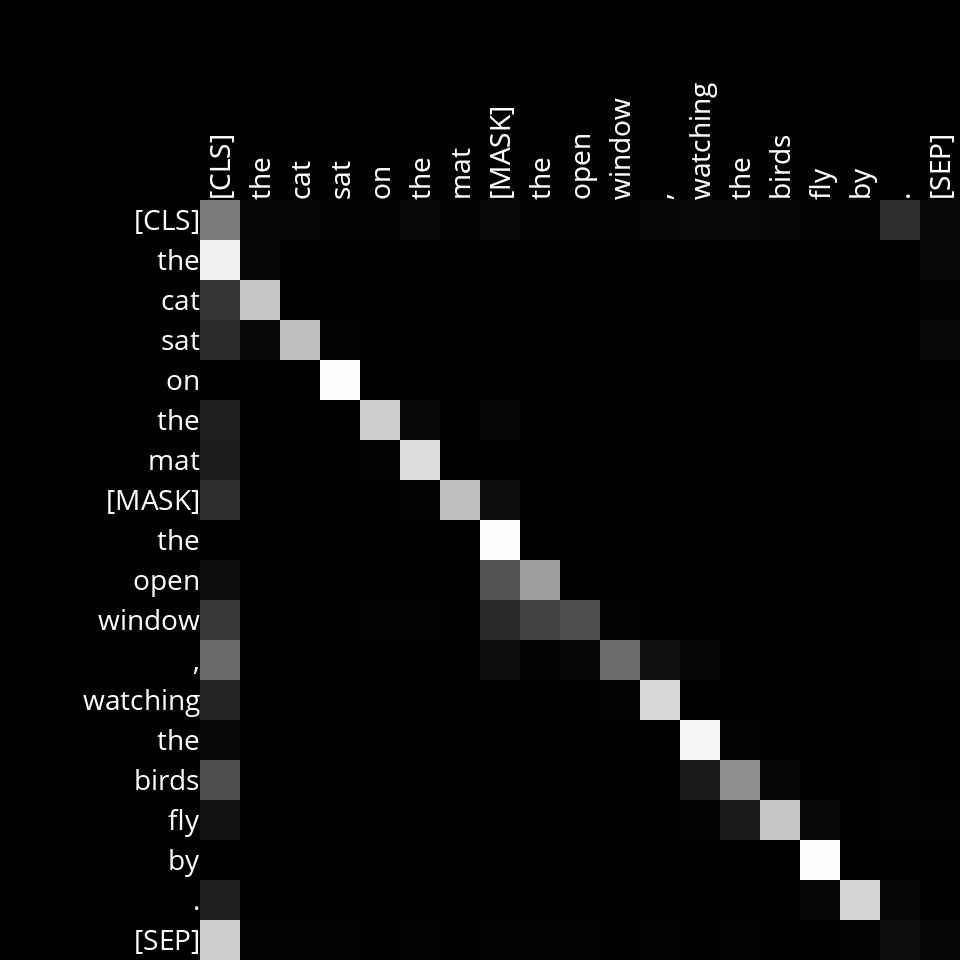 [CLS] the cat sat on the mat [MASK] the open window , watching the birds fly by . [SEP]
[CLS]
the
cat
sat
on
the
mat
[MASK]
the
open
window
,
watching
the
birds
fly
by
.
[SEP]